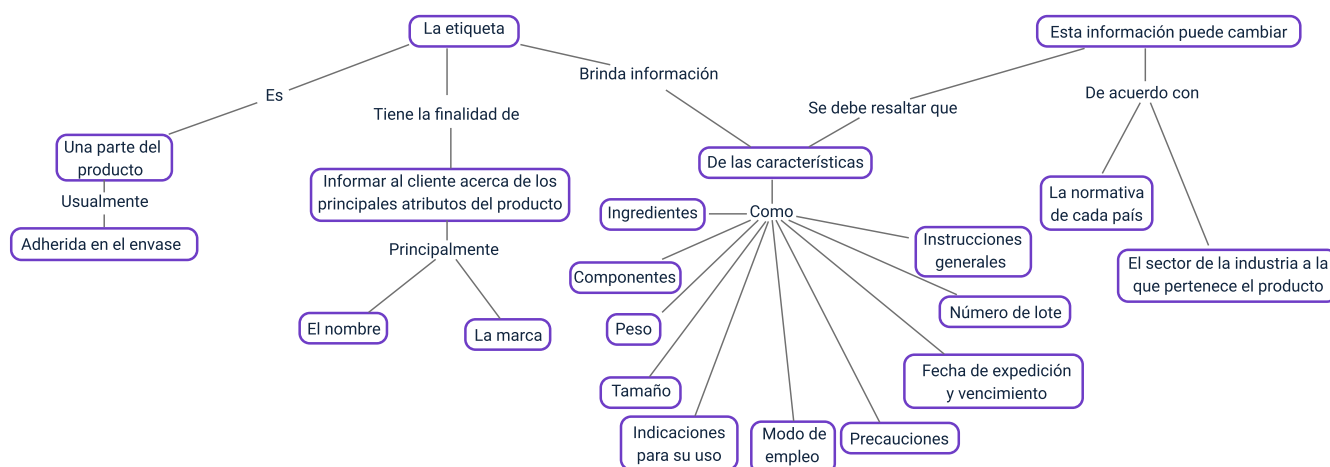 La etiqueta
Esta información puede cambiar
Brinda información
Es
De acuerdo con
Se debe resaltar que
Tiene la finalidad de
Una parte del
producto
De las características
Informar al cliente acerca de los
principales atributos del producto
La normativa
de cada país
Usualmente
Ingredientes
Como
Adherida en el envase
Principalmente
Instrucciones
generales
El sector de la industria a la
que pertenece el producto
Componentes
Número de lote
El nombre
La marca
Peso
Fecha de expedición
y vencimiento
Tamaño
Indicaciones
para su uso
Modo de
empleo
Precauciones